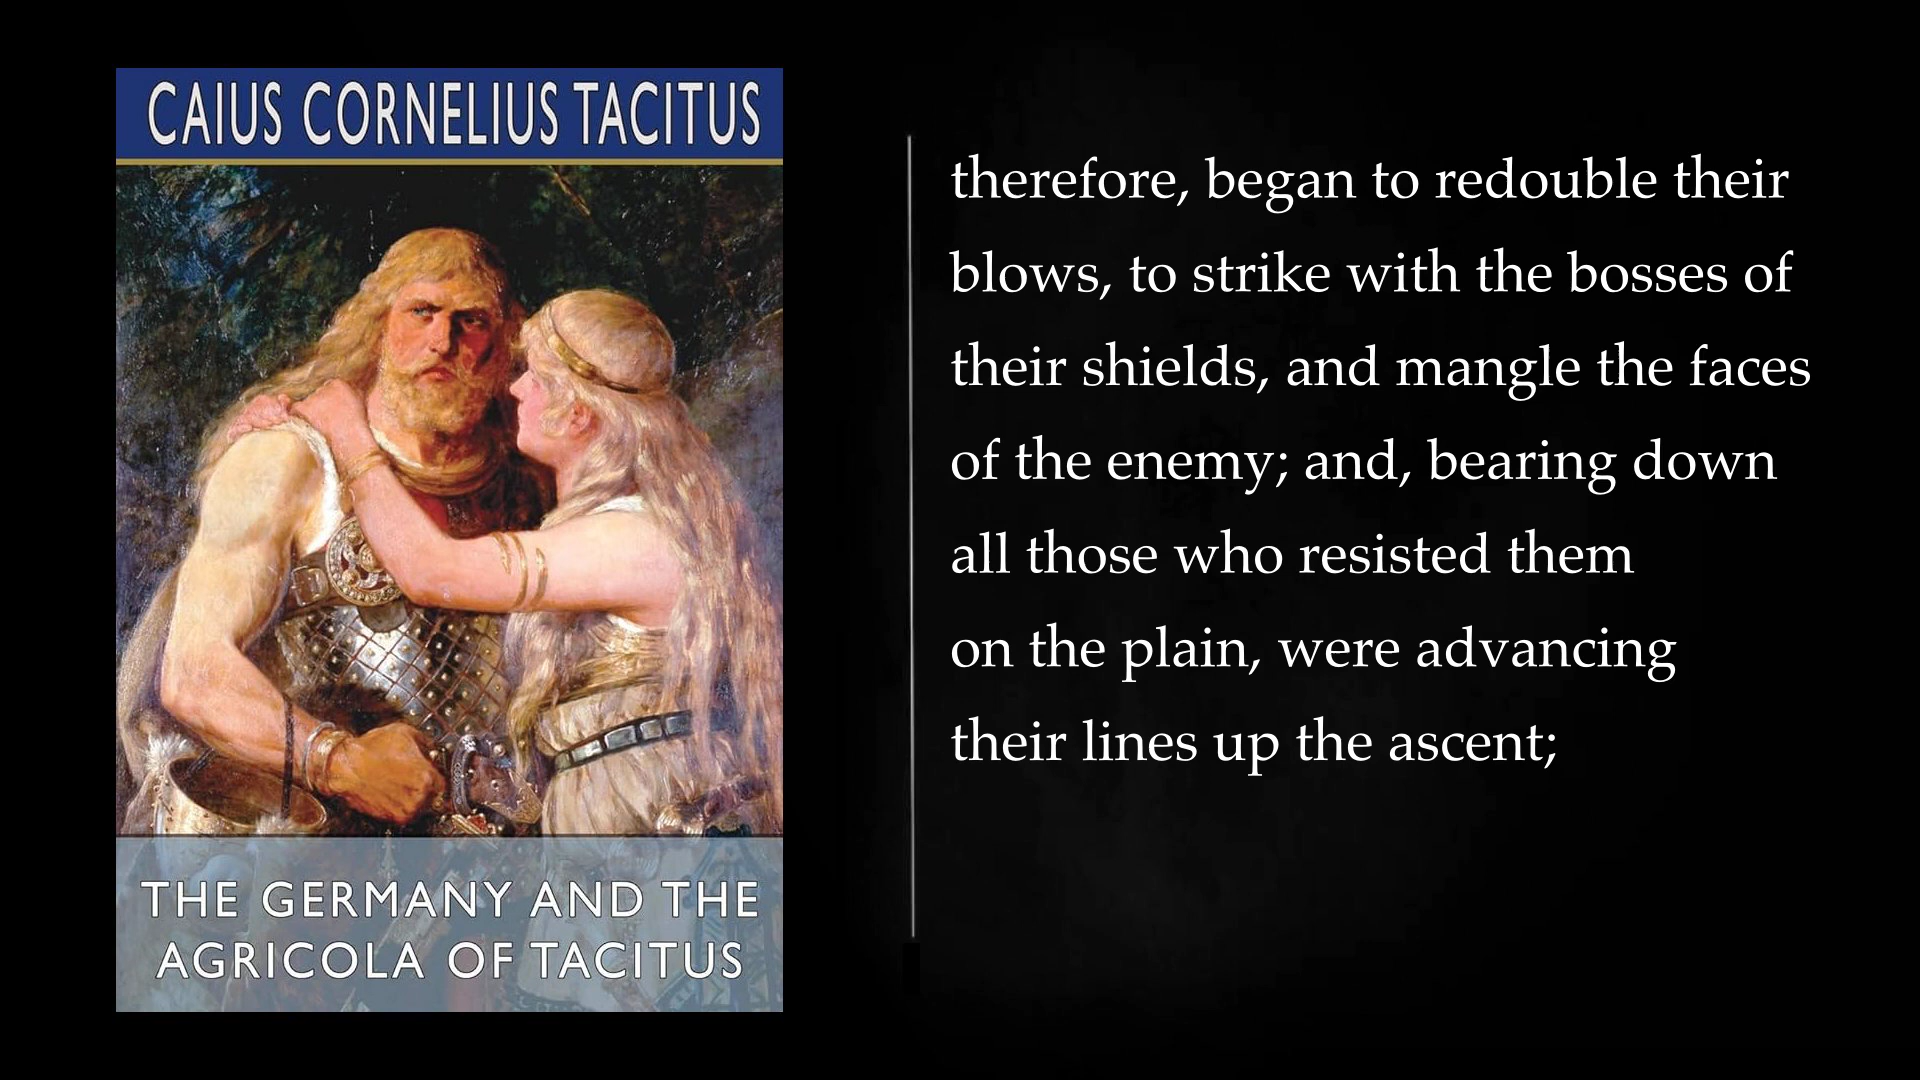 CAIUS CORNELIUS TACITUS
THE GERMANY AND THE
AGRICOLA OF TACITUS
therefore, began to redouble their
blows, to strike with the bosses of
their shields, and mangle the faces
of the enemy; and, bearing down
all those who resisted them
on the plain, were advancing
their lines up the ascent;